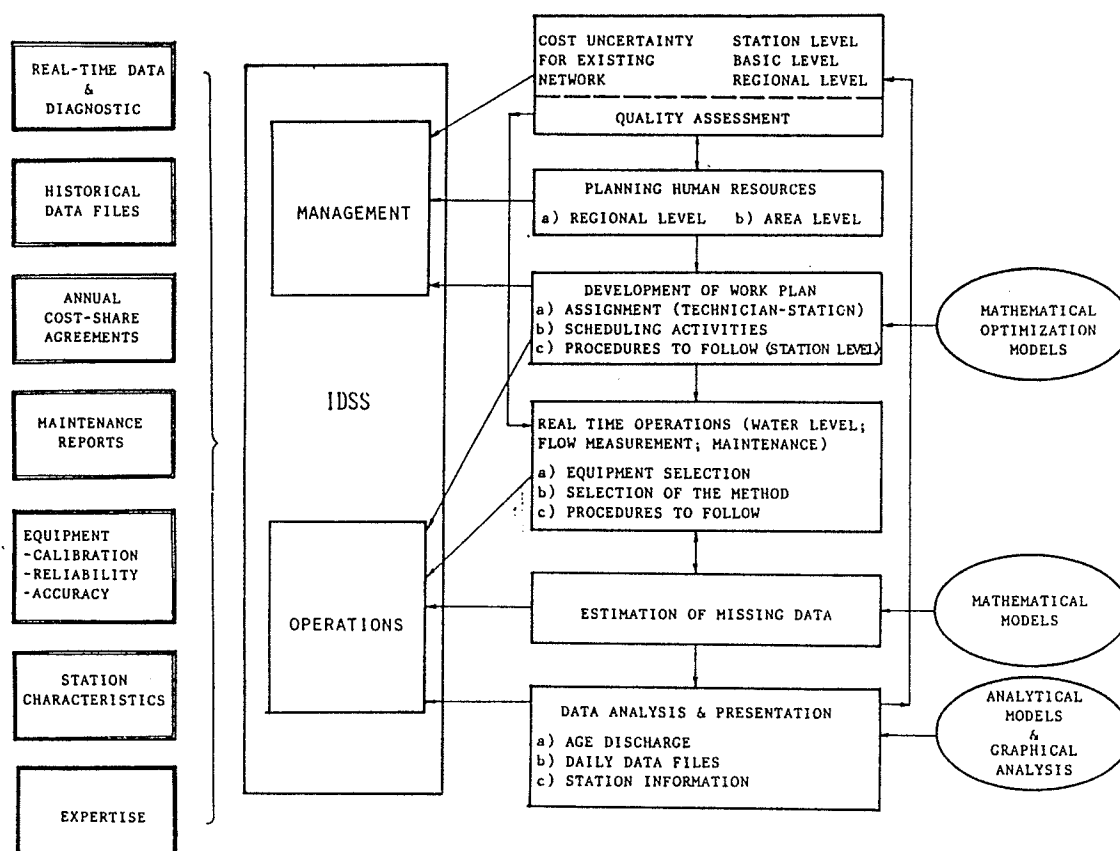 REAL-TIME DATA
&
DIAGNOSTIC
HISTORICAL
DATA FILES
ANNUAL
COST-SHARE
AGREEMENTS
MAINTENANCE
REPORTS
EQUIPMENT
-CALIBRATION
-RELIABILITY
-ACCURACY
STATION
CHARACTERISTICS
EXPERTISE
MANAGEMENT
IDSS
OPERATIONS
COST UNCERTAINTY
FOR EXISTING
NETWORK
STATION LEVEL
BASIC LEVEL
REGIONAL LEVEL
QUALITY ASSESSMENT
PLANNING HUMAN RESOURCES
a) REGIONAL LEVEL b) AREA LEVEL
DEVELOPMENT OF WORK PLAN
a) ASSIGNMENT (TECHNICIAN-STATION)
b) SCHEDULING ACTIVITIES
c) PROCEDURES TO FOLLOW (STATION LEVEL)
REAL TIME OPERATIONS (WATER LEVEL;
FLOW MEASUREMENT; MAINTENANCE)
a) EQUIPMENT SELECTION
b) SELECTION OF THE METHOD
c) PROCEDURES TO FOLLOW
ESTIMATION OF MISSING DATA
DATA ANALYSIS & PRESENTATION
a) AGE DISCHARGE
b) DAILY DATA FILES
c) STATION INFORMATION
MATHEMATICAL
OPTIMIZATION
MODELS
MATHEMATICAL
MODELS
ANALYTICAL
MODELS
&
GRAPHICAL
ANALYSIS